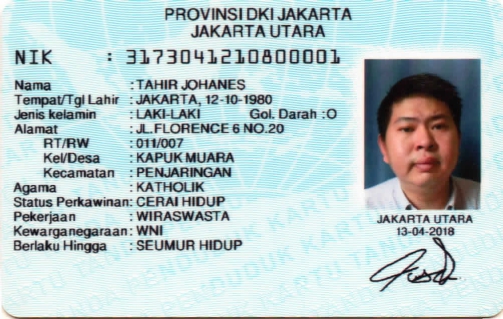 PROVINSI DKI JAKARTA
JAKARTA UTARA
NIK : 3173041210800001
Nama : TAHIR JOHANES
Tempat/Tgl Lahir : JAKARTA, 12-10-1980
Jenis kelamin : LAKI-LAKI Gol. Darah : O
Alamat : JL.FLORENCE 6 NO.20
RT/RW : 011/007
Kel/Desa : KAPUK MUARA
Kecamatan : PENJARINGAN
Agama : KATHOLIK
Status Perkawinan: CERAI HIDUP
Pekerjaan : WIRASWASTA
Kewarganegaraan: WNI
Berlaku Hingga : SEUMUR HIDUP
JAKARTA UTARA
13-04-2018